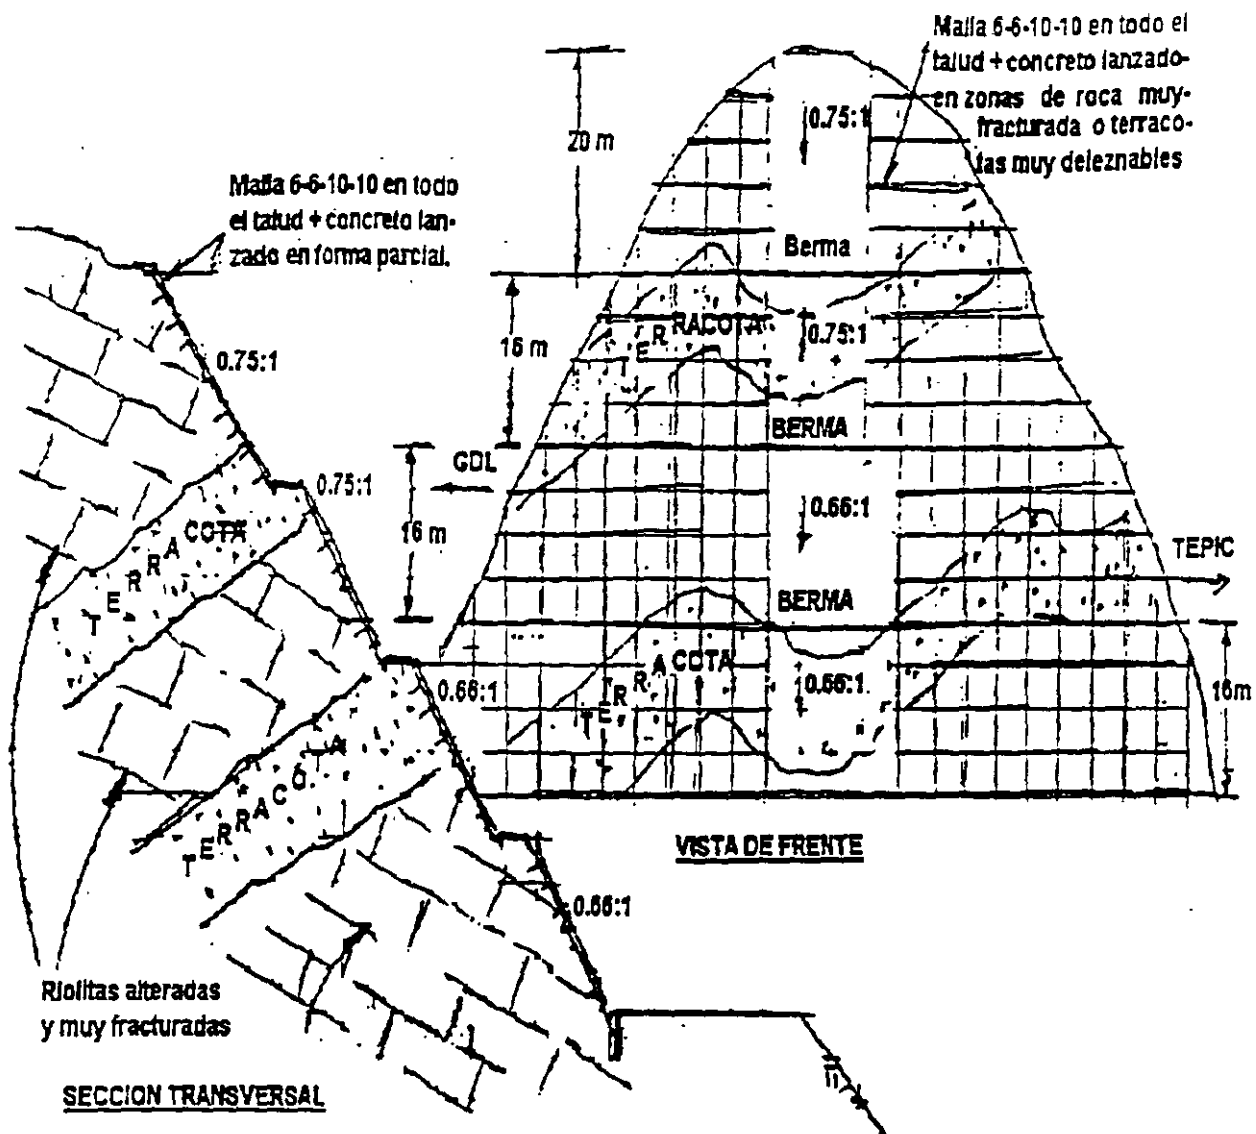 Malla 6-6-10-10 en todo el
talud + concreto lanzado
en zonas de roca muy
fracturada o terraco-
tas muy deleznables
20 m
0.75:1
Malla 6-6-10-10 en todo
el talud + concreto lan-
zado en forma parcial.
Berma
0.75:1
16 m
TERRACOTA
0.75:1
BERMA
GDL
0.75:1
16 m
0.66:1
TERRACOTA
TEPIC
BERMA
TERRACOTA
0.66:1
0.66:1
16m
TERRACOTA
VISTA DE FRENTE
0.66:1
Riolitas alteradas
y muy fracturadas
SECCION TRANSVERSAL